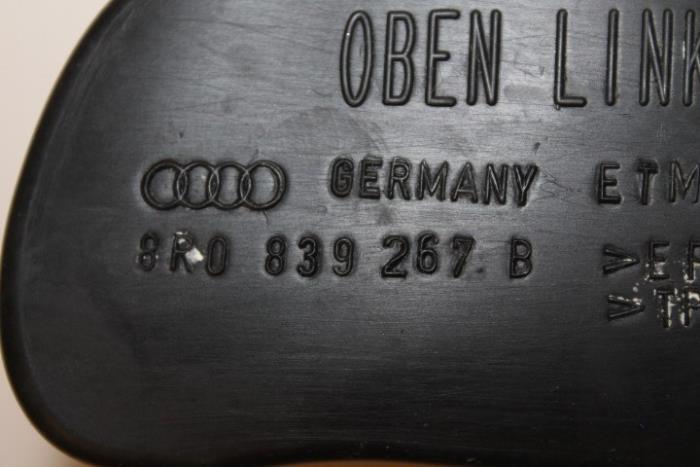 OBEN LINK
GERMANY ETM
8R0 839 267 B >E
>T